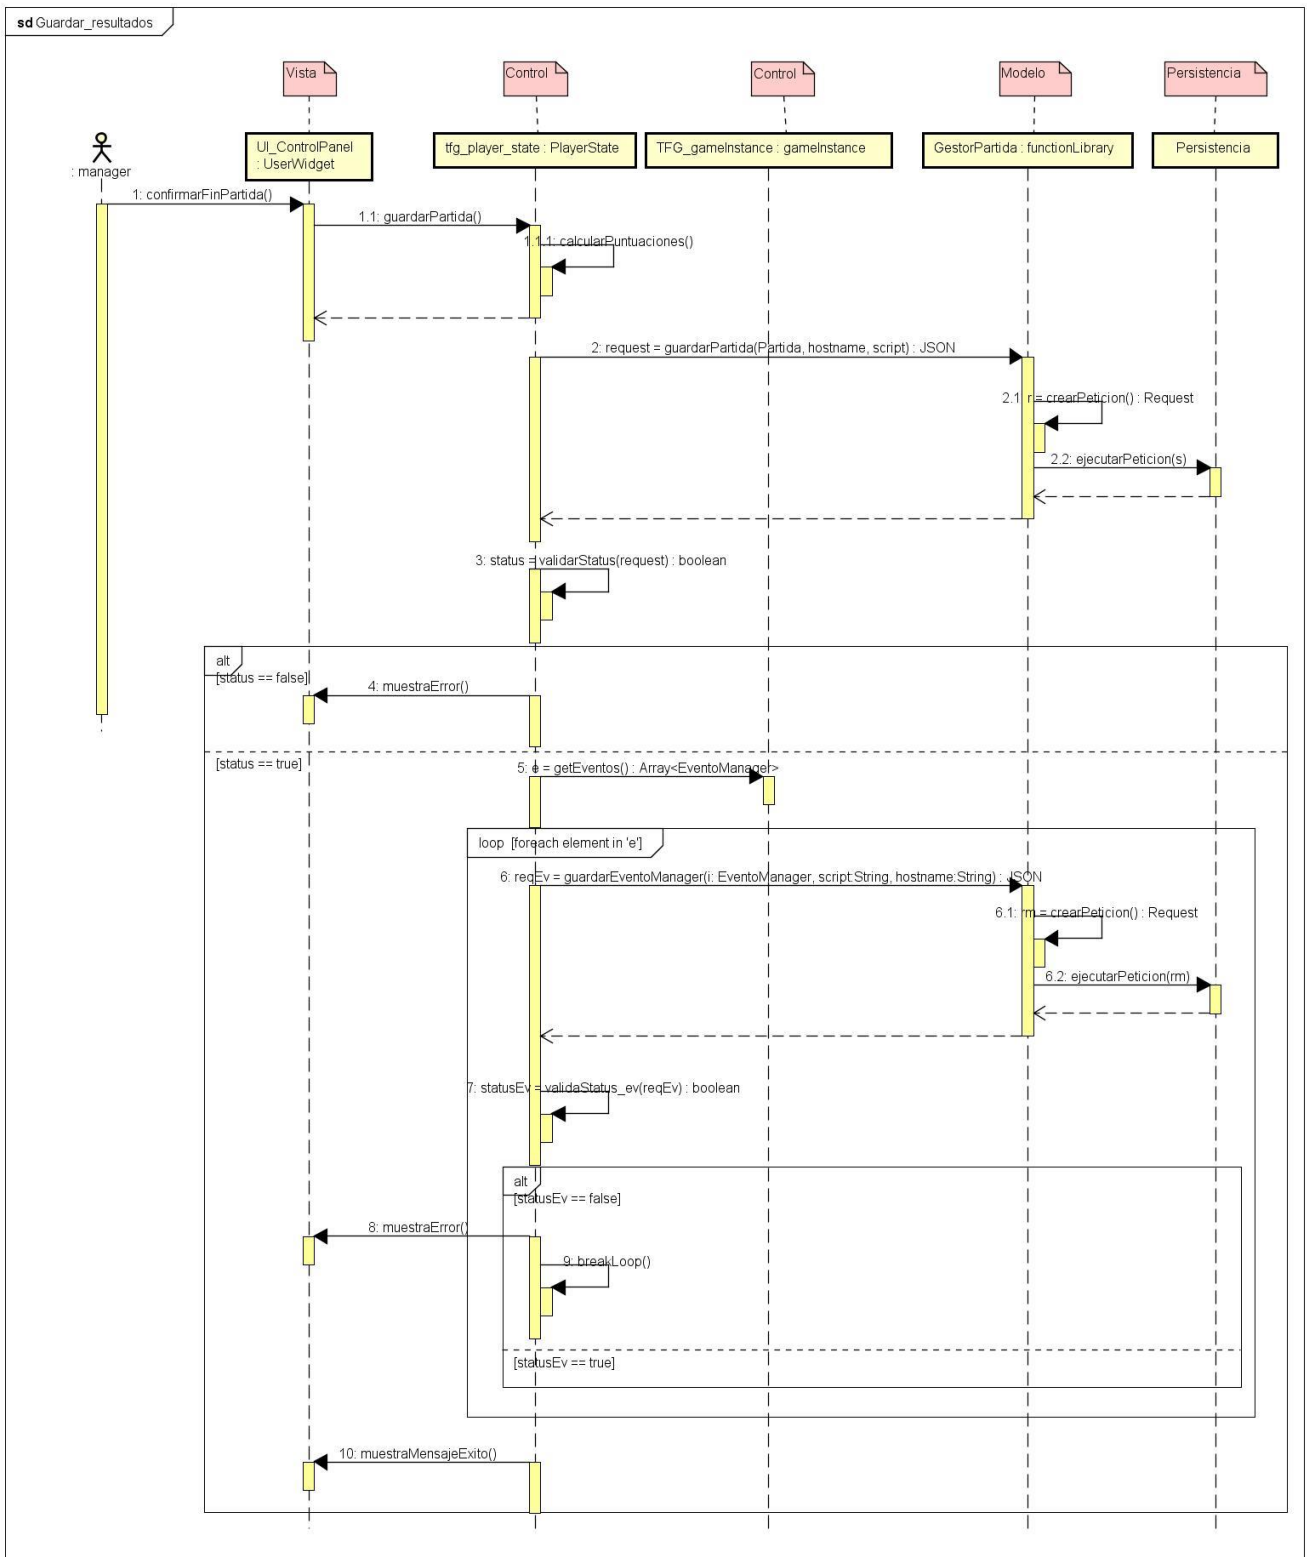 sd Guardar_resultados
Vista
Control
Control
Modelo
Persistencia
: manager
UI_ControlPanel
: UserWidget
tfg_player_state : PlayerState
TFG_gameInstance : gameInstance
GestorPartida : functionLibrary
Persistencia
1: confirmarFinPartida()
1.1: guardarPartida()
1.1.1: calcularPuntuaciones()
2: request = guardarPartida(Partida, hostname, script) : JSON
2.1: r = crearPeticion() : Request
2.2: ejecutarPeticion(s)
3: status = validarStatus(request) : boolean
alt
[status == false]
4: muestraError()
[status == true]
5: e = getEventos() : Array<EventoManager>
loop [foreach element in 'e']
6: reqEv = guardarEventoManager(i: EventoManager, script:String, hostname:String) : JSON
6.1: rm = crearPeticion() : Request
6.2: ejecutarPeticion(rm)
7: statusEv = validaStatus_ev(reqEv) : boolean
alt
[statusEv == false]
8: muestraError()
9: breakLoop()
[statusEv == true]
10: muestraMensajeExito()